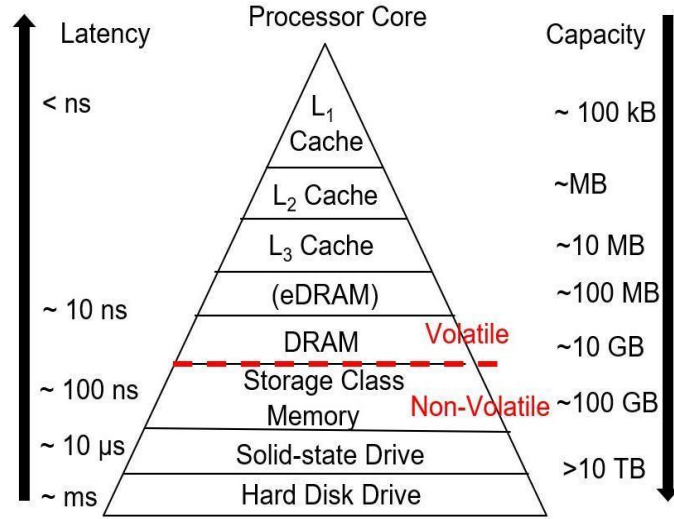 Processor Core
Latency
Capacity
< ns
L₁
Cache
~ 100 kB
L₂ Cache
~MB
L₃ Cache
~10 MB
(eDRAM)
~100 MB
~ 10 ns
Volatile
DRAM
~10 GB
Storage Class
~ 100 ns
Memory
Non-Volatile
~100 GB
~ 10 µs
Solid-state Drive
>10 TB
~ ms
Hard Disk Drive